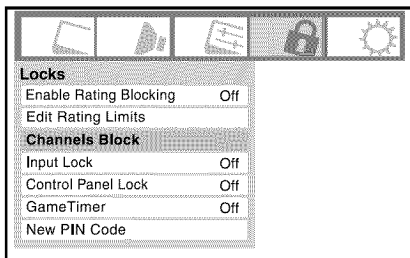 Locks
Enable Rating Blocking Off
Edit Rating Limits
Channels Block
Input Lock Off
Control Panel Lock Off
GameTimer Off
New PIN Code